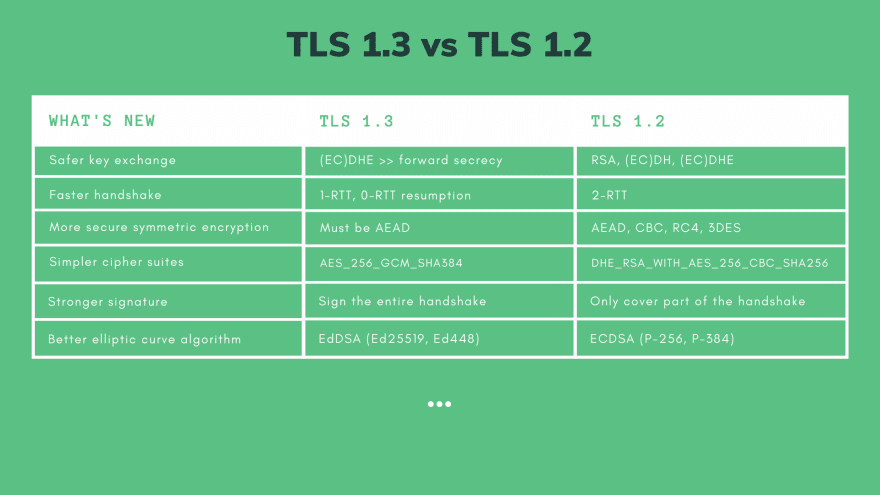 TLS 1.3 vs TLS 1.2
WHAT'S NEW TLS 1.3 TLS 1.2
Safer key exchange (EC)DHE >> forward secrecy RSA, (EC)DH, (EC)DHE
Faster handshake 1-RTT, 0-RTT resumption 2-RTT
More secure symmetric encryption Must be AEAD AEAD, CBC, RC4, 3DES
Simpler cipher suites AES_256_GCM_SHA384 DHE_RSA_WITH_AES_256_CBC_SHA256
Stronger signature Sign the entire handshake Only cover part of the handshake
Better elliptic curve algorithm EdDSA (Ed25519, Ed448) ECDSA (P-256, P-384)
...